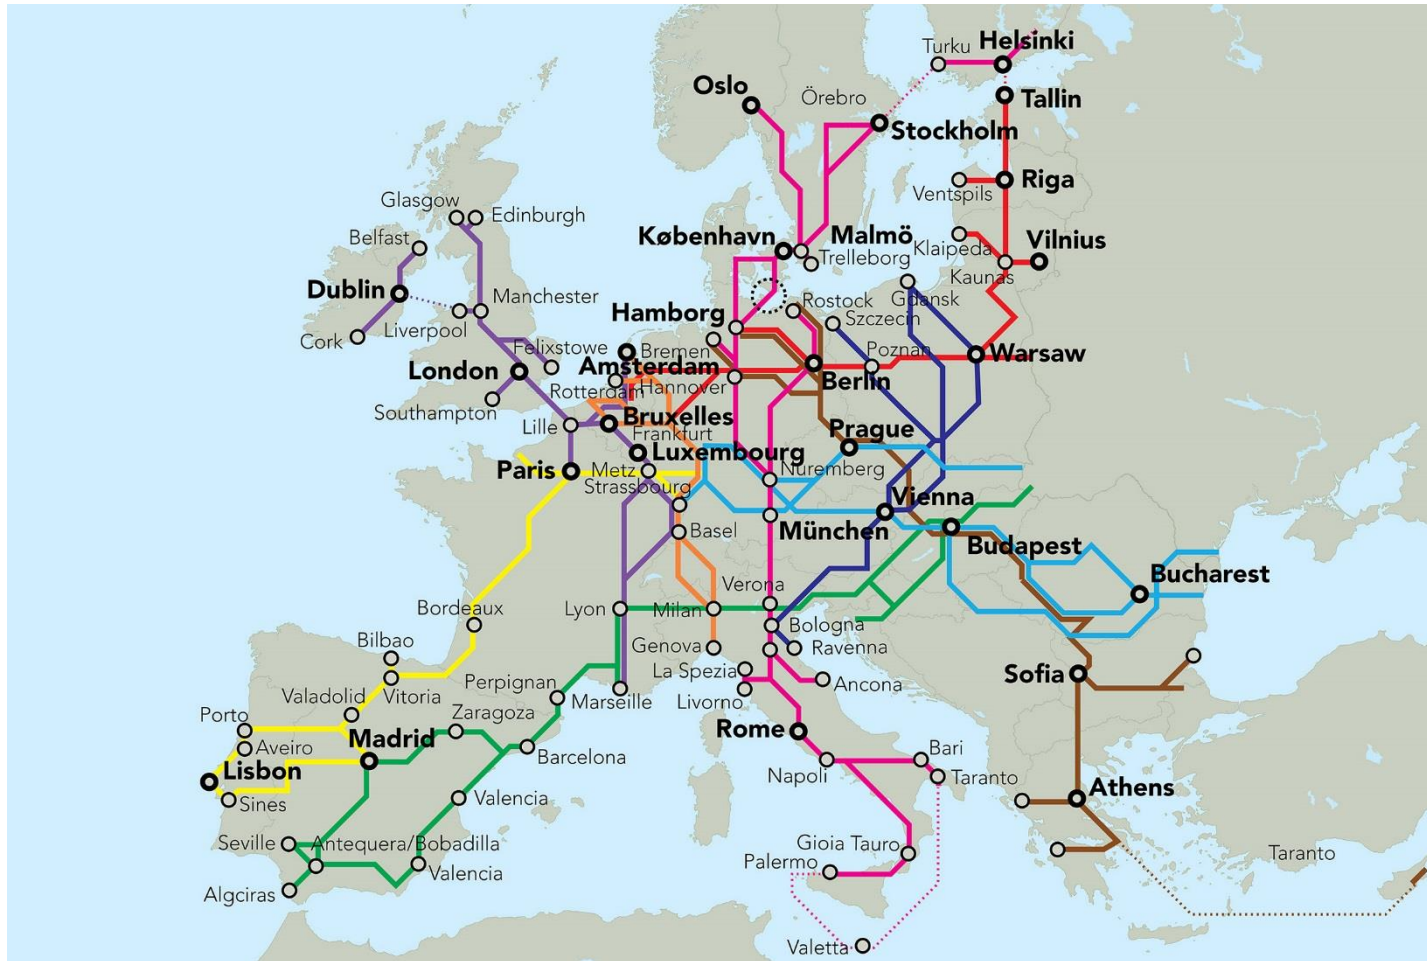 Turku
Helsinki
Oslo
Örebro
Tallin
Stockholm
Riga
Ventspils
Glasgow
Edinburgh
Belfast
København
Malmö
Klaipeda
Vilnius
Trelleborg
Kaunas
Dublin
Manchester
Rostock
Gdansk
Hamborg
Szczecin
Liverpool
Cork
Felixstowe
Bremen
Poznan
Warsaw
London
Amsterdam
Berlin
Rotterdam
Hannover
Southampton
Lille
Bruxelles
Frankfurt
Prague
Luxembourg
Paris
Metz
Nuremberg
Strassbourg
Vienna
Basel
München
Budapest
Bucharest
Verona
Bordeaux
Lyon
Milan
Bologna
Bilbao
Genova
Ravenna
La Spezia
Sofia
Perpignan
Ancona
Valadolid
Vitoria
Marseille
Livorno
Porto
Zaragoza
Rome
Madrid
Aveiro
Barcelona
Bari
Lisbon
Napoli
Taranto
Athens
Sines
Valencia
Seville
Antequera/Bobadilla
Gioia Tauro
Taranto
Palermo
Valencia
Algciras
Valetta